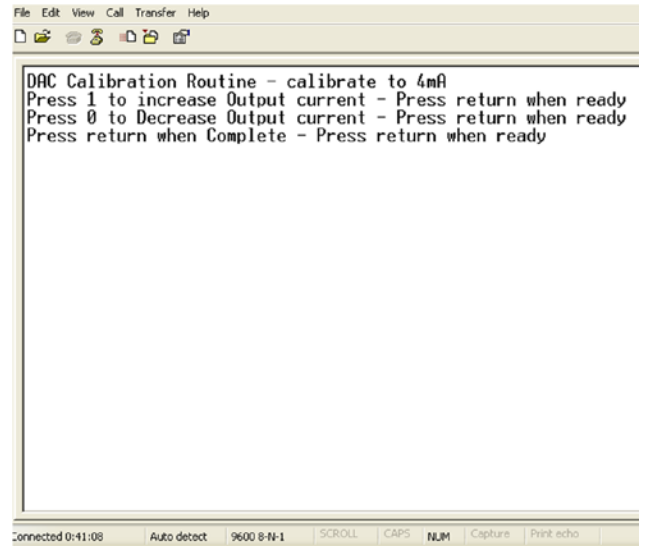 File Edit View Call Transfer Help
DAC Calibration Routine - calibrate to 4mA
Press 1 to increase Output current - Press return when ready
Press 0 to Decrease Output current - Press return when ready
Press return when Complete - Press return when ready
Connected 0:41:08 Auto detect 9600 8-N-1 SCROLL CAPS NUM Capture Print echo